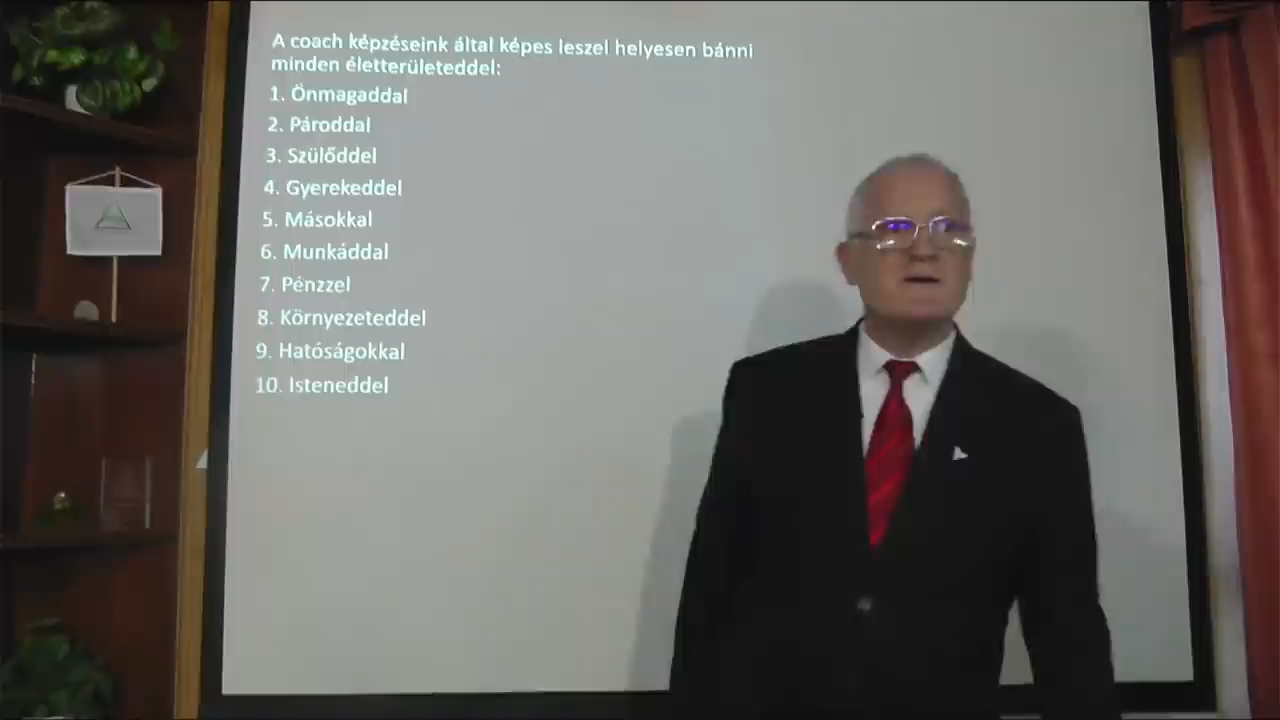 A coach képzéseink által képes leszel helyesen bánni
minden életterületeddel:
1. Önmagaddal
2. Pároddal
3. Szülőddel
4. Gyerekeddel
5. Másokkal
6. Munkáddal
7. Pénzzel
8. Környezeteddel
9. Hatóságokkal
10. Isteneddel